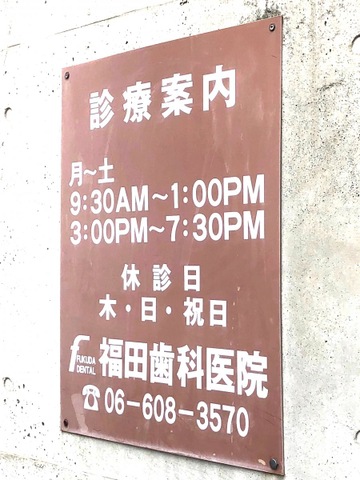 診療案内
月~土
9:30AM~1:00PM
3:00PM~7:30PM
休診日
木・日・祝日
f FUKUDA DENTAL 福田歯科医院
☎06-608-3570